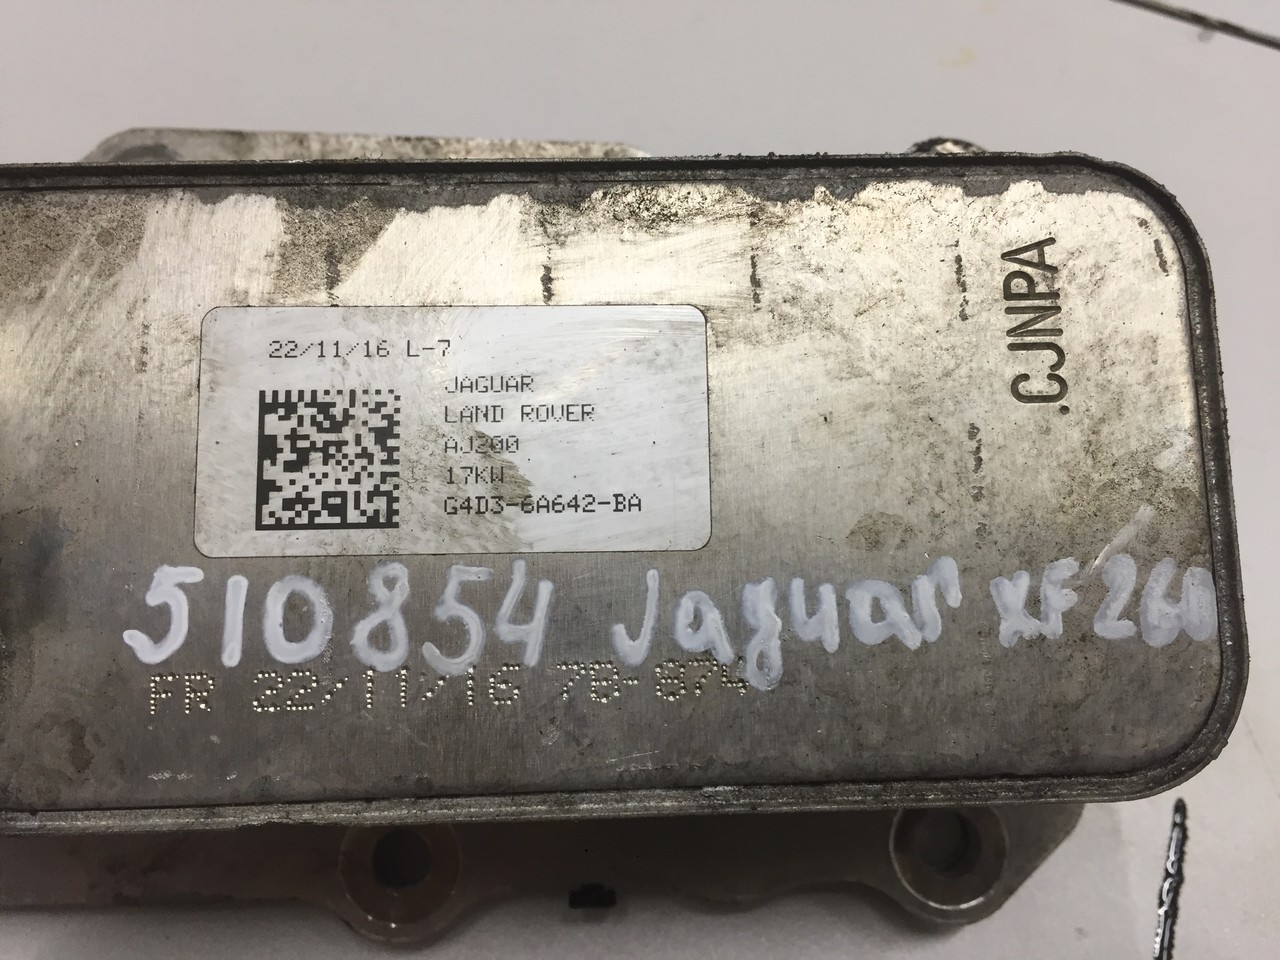 .CJNPA
22/11/16 L-7
JAGUAR
LAND ROVER
AJ200
17KW
G4D3-6A642-BA
510854 Jaguar XF260
FR 22/11/16 78-874